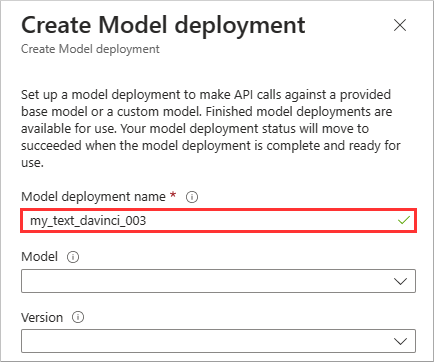 Create Model deployment
Create Model deployment
Set up a model deployment to make API calls against a provided
base model or a custom model. Finished model deployments are
available for use. Your model deployment status will move to
succeeded when the model deployment is complete and ready for
use.
Model deployment name *
my_text_davinci_003
Model
Version